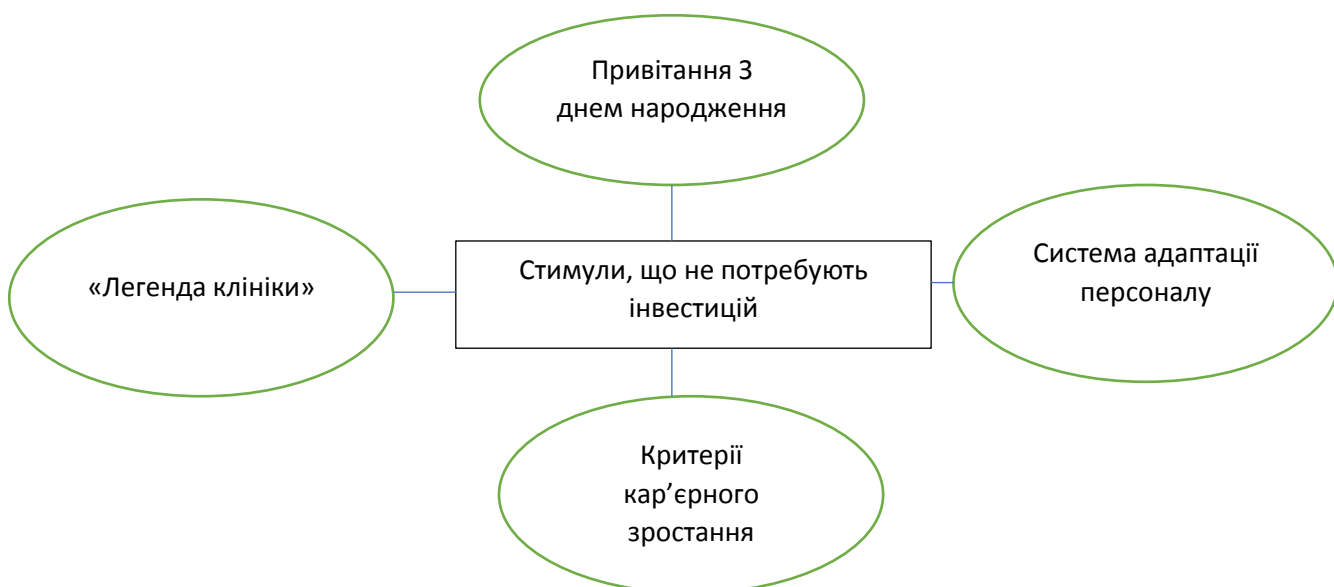 Привітання З
днем народження
«Легенда клініки»
Стимули, що не потребують
інвестицій
Система адаптації
персоналу
Критерії
кар’єрного
зростання